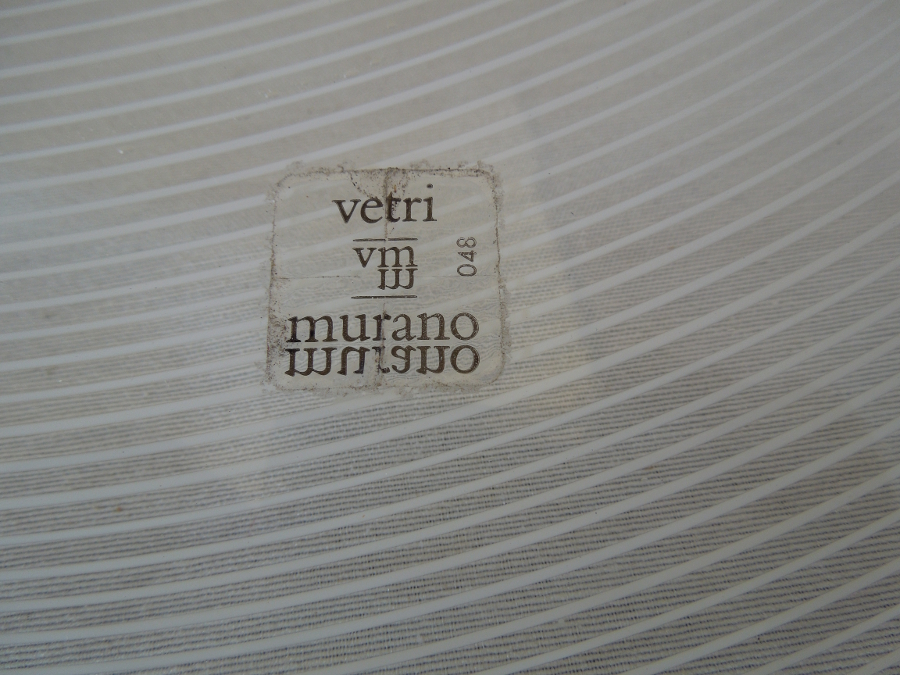 vetri
vm
048
murano